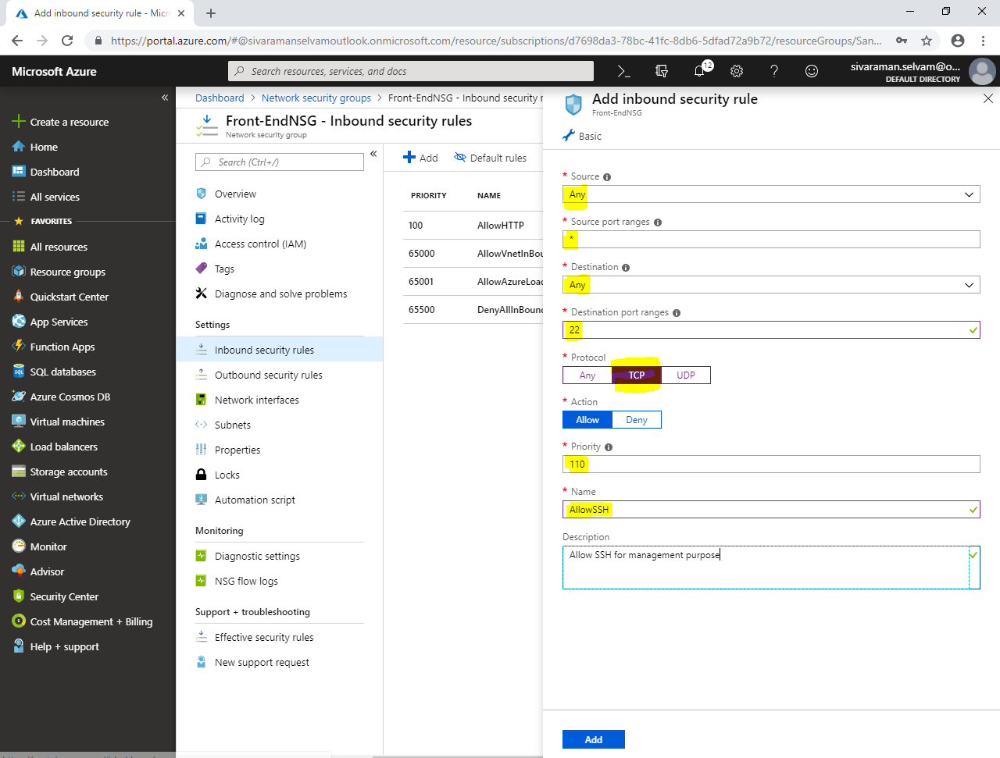 Add inbound security rule - Micr
https://portal.azure.com/#@sivaramanselvamoutlook.onmicrosoft.com/resource/subscriptions/d7698da3-78bc-41fc-8db6-5dfad72a9b72/resourceGroups/San...
Microsoft Azure
Search resources, services, and docs
12
sivaraman.selvam@o...
DEFAULT DIRECTORY
Create a resource
Home
Dashboard
All services
FAVORITES
All resources
Resource groups
Quickstart Center
App Services
Function Apps
SQL databases
Azure Cosmos DB
Virtual machines
Load balancers
Storage accounts
Virtual networks
Azure Active Directory
Monitor
Advisor
Security Center
Cost Management + Billing
Help + support
Dashboard > Network security groups > Front-EndNSG - Inbound security r
Front-EndNSG - Inbound security rules
Network security group
Search (Ctrl+/)
Overview
Activity log
Access control (IAM)
Tags
Diagnose and solve problems
Settings
Inbound security rules
Outbound security rules
Network interfaces
Subnets
Properties
Locks
Automation script
Monitoring
Diagnostic settings
NSG flow logs
Support + troubleshooting
Effective security rules
New support request
Add Default rules
PRIORITY NAME
100 AllowHTTP
65000 AllowVnetInBou
65001 AllowAzureLoad
65500 DenyAllInBound
Add inbound security rule
Front-EndNSG
Basic
* Source
Any
* Source port ranges
*
* Destination
Any
* Destination port ranges
22
* Protocol
Any TCP UDP
* Action
Allow Deny
* Priority
110
* Name
AllowSSH
Description
Allow SSH for management purpose
Add